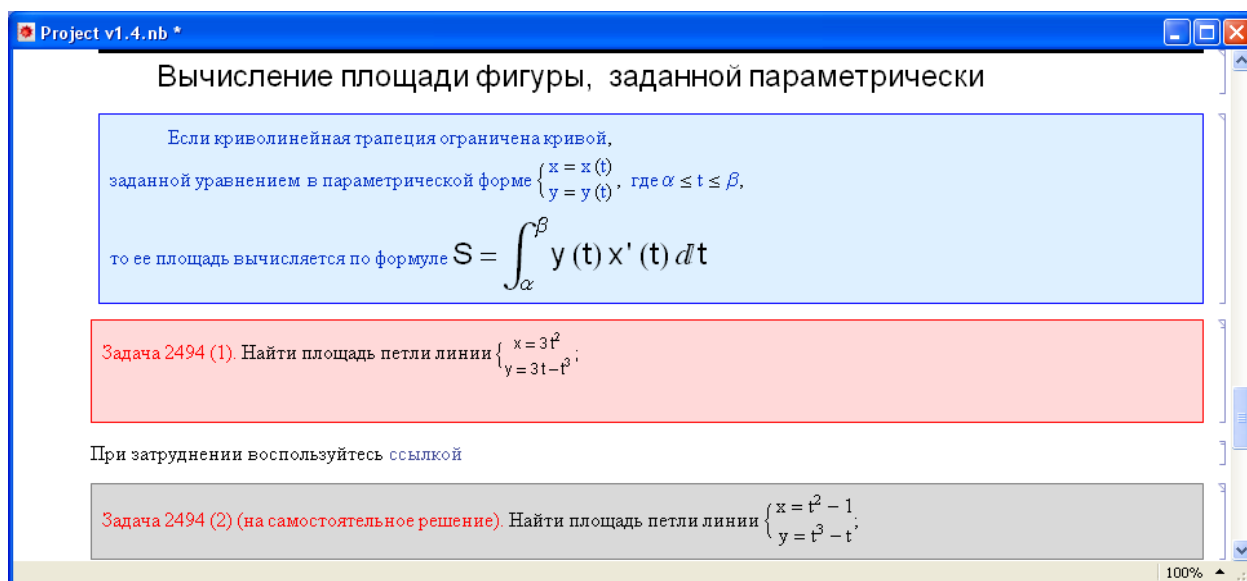 Project v1.4.nb *
Вычисление площади фигуры, заданной параметрически
Если криволинейная трапеция ограничена кривой,
заданной уравнением в параметрической форме { x = x (t) y = y (t) , где α ≤ t ≤ β,
то ее площадь вычисляется по формуле S = ∫ β α y (t) x' (t) ⅆt
Задача 2494 (1). Найти площадь петли линии { x = 3t² y = 3t − t³ ;
При затруднении воспользуйтесь ссылкой
Задача 2494 (2) (на самостоятельное решение). Найти площадь петли линии { x = t² − 1 y = t³ − t ;
100%